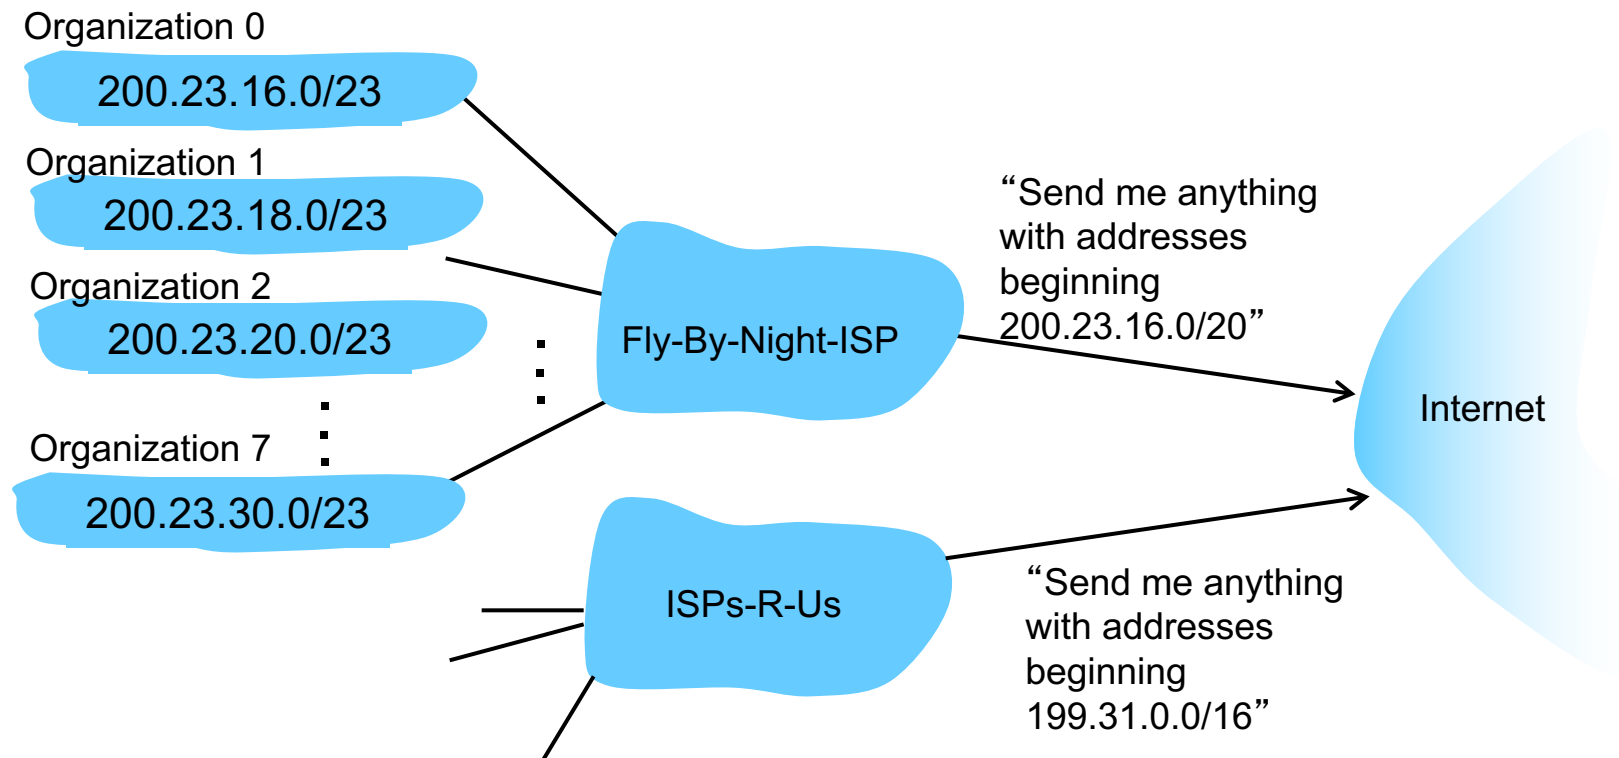 Organization 0
200.23.16.0/23
Organization 1
200.23.18.0/23
Organization 2
200.23.20.0/23
Organization 7
200.23.30.0/23
Fly-By-Night-ISP
“Send me anything
with addresses
beginning
200.23.16.0/20”
Internet
ISPs-R-Us
“Send me anything
with addresses
beginning
199.31.0.0/16”